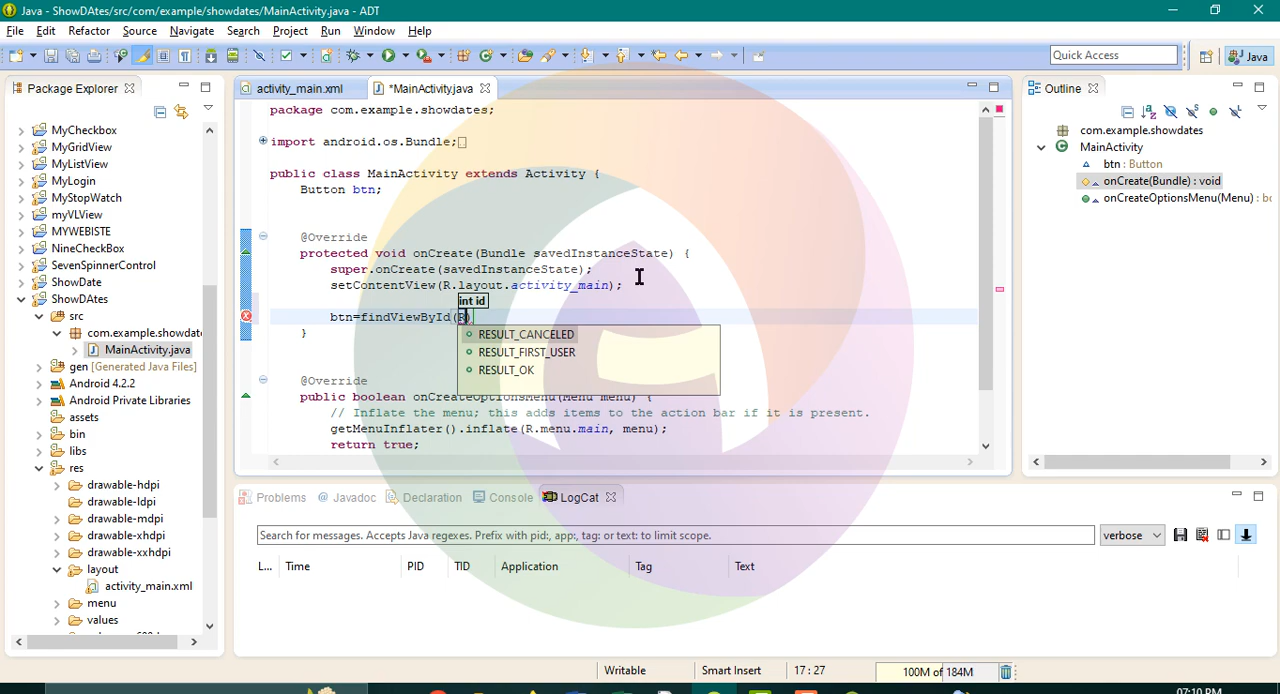 Java - ShowDAtes/src/com/example/showdates/MainActivity.java - ADT
File Edit Refactor Source Navigate Search Project Run Window Help
Quick Access
Java
Package Explorer
MyCheckbox
MyGridView
MyListView
MyLogin
MyStopWatch
myVLView
MYWEBISTE
NineCheckBox
SevenSpinnerControl
ShowDate
ShowDAtes
src
com.example.showdat
MainActivity.java
gen [Generated Java Files]
Android 4.2.2
Android Private Libraries
assets
bin
libs
res
drawable-hdpi
drawable-ldpi
drawable-mdpi
drawable-xhdpi
drawable-xxhdpi
layout
activity_main.xml
menu
values
activity_main.xml
*MainActivity.java
package com.example.showdates;
import android.os.Bundle;
public class MainActivity extends Activity {
Button btn;
@Override
protected void onCreate(Bundle savedInstanceState) {
super.onCreate(savedInstanceState);
setContentView(R.layout.activity_main);
int id
btn=findViewById(R)
}
RESULT_CANCELED
RESULT_FIRST_USER
RESULT_OK
@Override
public boolean onCreateOptionsMenu(Menu menu) {
// Inflate the menu; this adds items to the action bar if it is present.
getMenuInflater().inflate(R.menu.main, menu);
return true;
Outline
com.example.showdates
MainActivity
btn : Button
onCreate(Bundle) : void
onCreateOptionsMenu(Menu) : bo
Problems @ Javadoc Declaration Console LogCat
Search for messages. Accepts Java regexes. Prefix with pid:, app:, tag: or text: to limit scope.
verbose
L... Time PID TID Application Tag Text
Writable Smart Insert 17 : 27 100M of 184M
07:10 PM